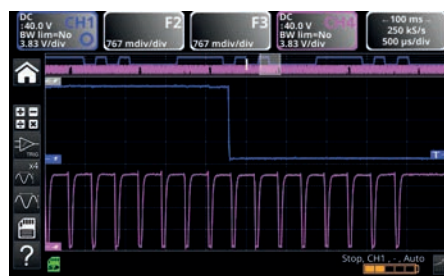 DC
:40.0 V
BW lim=No
3.83 V/div
CH1
F2
767 mdiv/div
F3
767 mdiv/div
DC
:40.0 V
BW lim=No
3.83 V/div
CH4
←100 ms→
250 kS/s
500 µs/div
TRIG
x4
?
T
Stop, CH1 , - , Auto